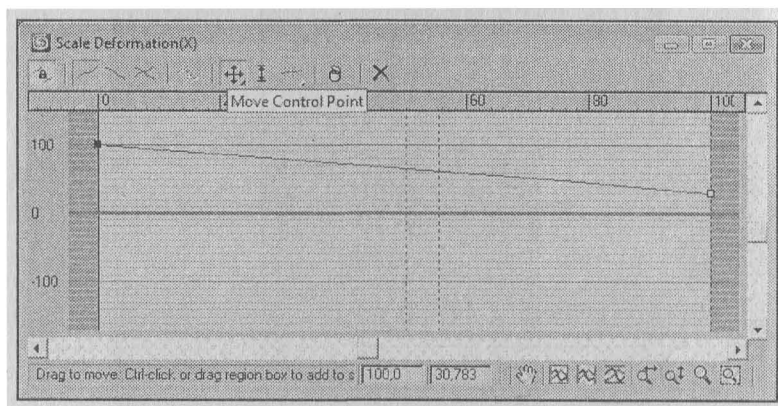 Scale Deformation(X)
0 2 60 80 100
Move Control Point
100
0
-100
Drag to move. Ctrl-click or drag region box to add to s 100,0 30,783